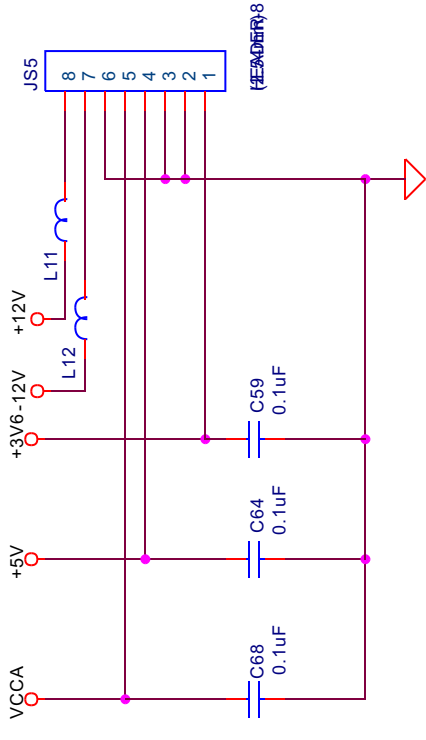 JS5
8
7
6
5
4
3
2
1
L11
L12
+12V
-12V
+3V6
+5V
VCCA
C59
0.1uF
C64
0.1uF
C68
0.1uF